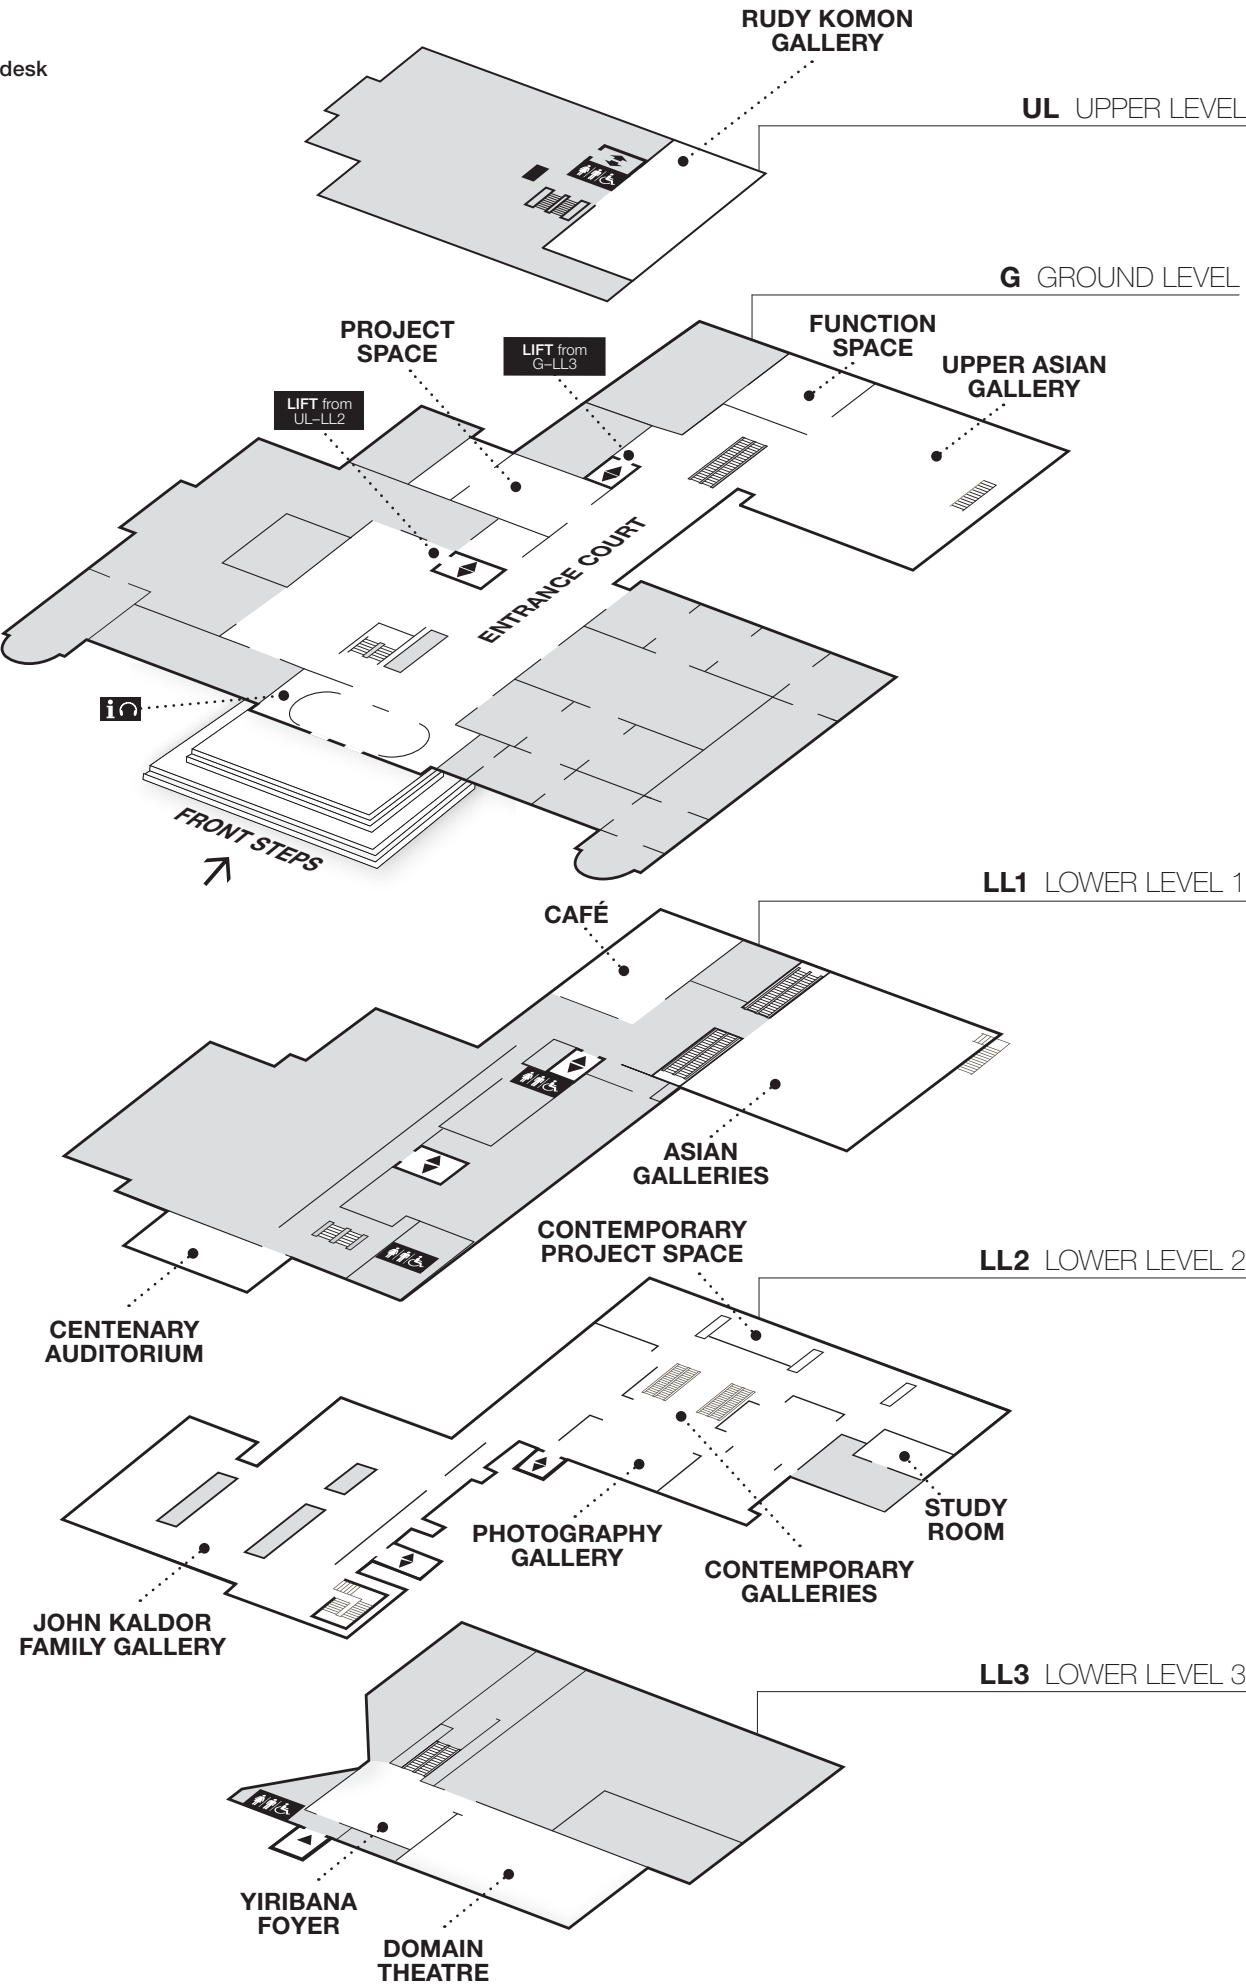 desk
RUDY KOMON
GALLERY
UL UPPER LEVEL
G GROUND LEVEL
PROJECT
SPACE
LIFT from
G–LL3
FUNCTION
SPACE
UPPER ASIAN
GALLERY
LIFT from
UL–LL2
ENTRANCE COURT
i
FRONT STEPS
LL1 LOWER LEVEL 1
CAFÉ
ASIAN
GALLERIES
CENTENARY
AUDITORIUM
CONTEMPORARY
PROJECT SPACE
LL2 LOWER LEVEL 2
STUDY
ROOM
PHOTOGRAPHY
GALLERY
CONTEMPORARY
GALLERIES
JOHN KALDOR
FAMILY GALLERY
LL3 LOWER LEVEL 3
YIRIBANA
FOYER
DOMAIN
THEATRE